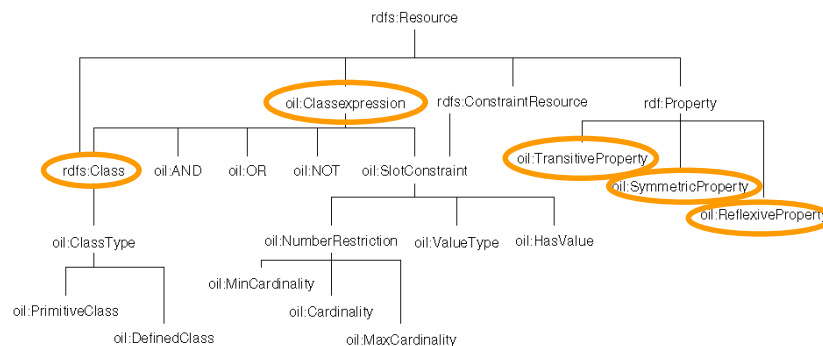 rdfs:Resource
oil:Classexpression
rdfs:ConstraintResource
rdf:Property
rdfs:Class
oil:AND
oil:OR
oil:NOT
oil:SlotConstraint
oil:TransitiveProperty
oil:SymmetricProperty
oil:ReflexiveProperty
oil:ClassType
oil:NumberRestriction
oil:ValueType
oil:HasValue
oil:MinCardinality
oil:PrimitiveClass
oil:Cardinality
oil:DefinedClass
oil:MaxCardinality